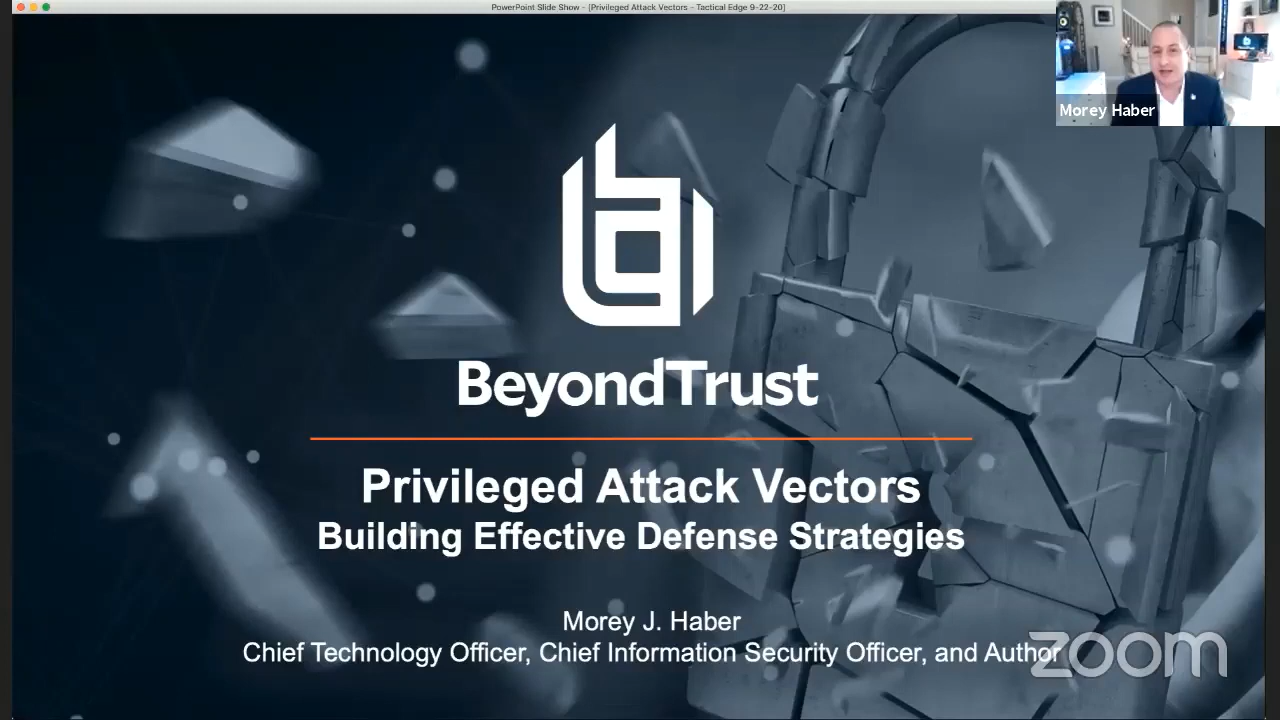 PowerPoint Slide Show - [Privileged Attack Vectors - Tactical Edge 9-22-20]
Morey Haber
BeyondTrust
Privileged Attack Vectors
Building Effective Defense Strategies
Morey J. Haber
Chief Technology Officer, Chief Information Security Officer, and Author
zoom